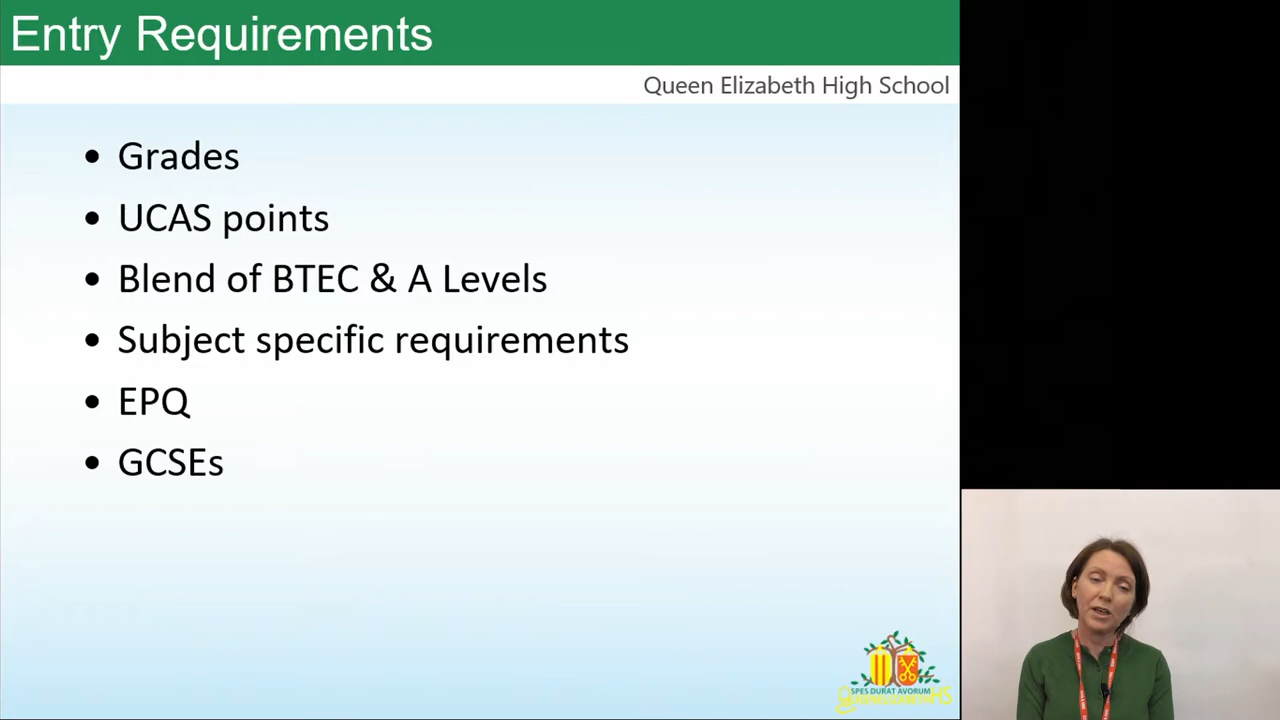 Entry Requirements
Queen Elizabeth High School
• Grades
• UCAS points
• Blend of BTEC & A Levels
• Subject specific requirements
• EPQ
• GCSEs
SPES DURAT AVORUM
QUEENELIZABETHHS